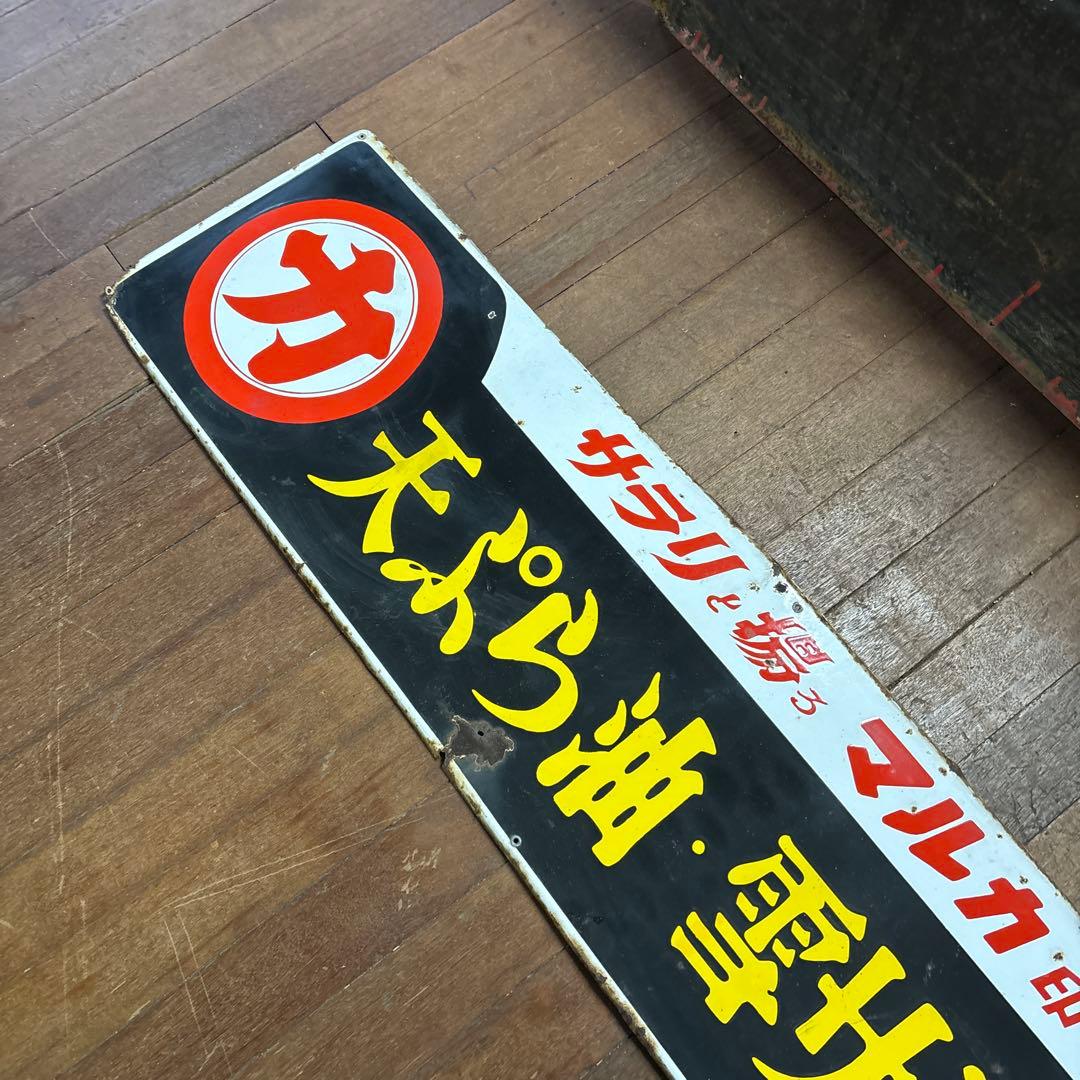 サラリと揚る マルカ印
カ
天ぷら油・雪